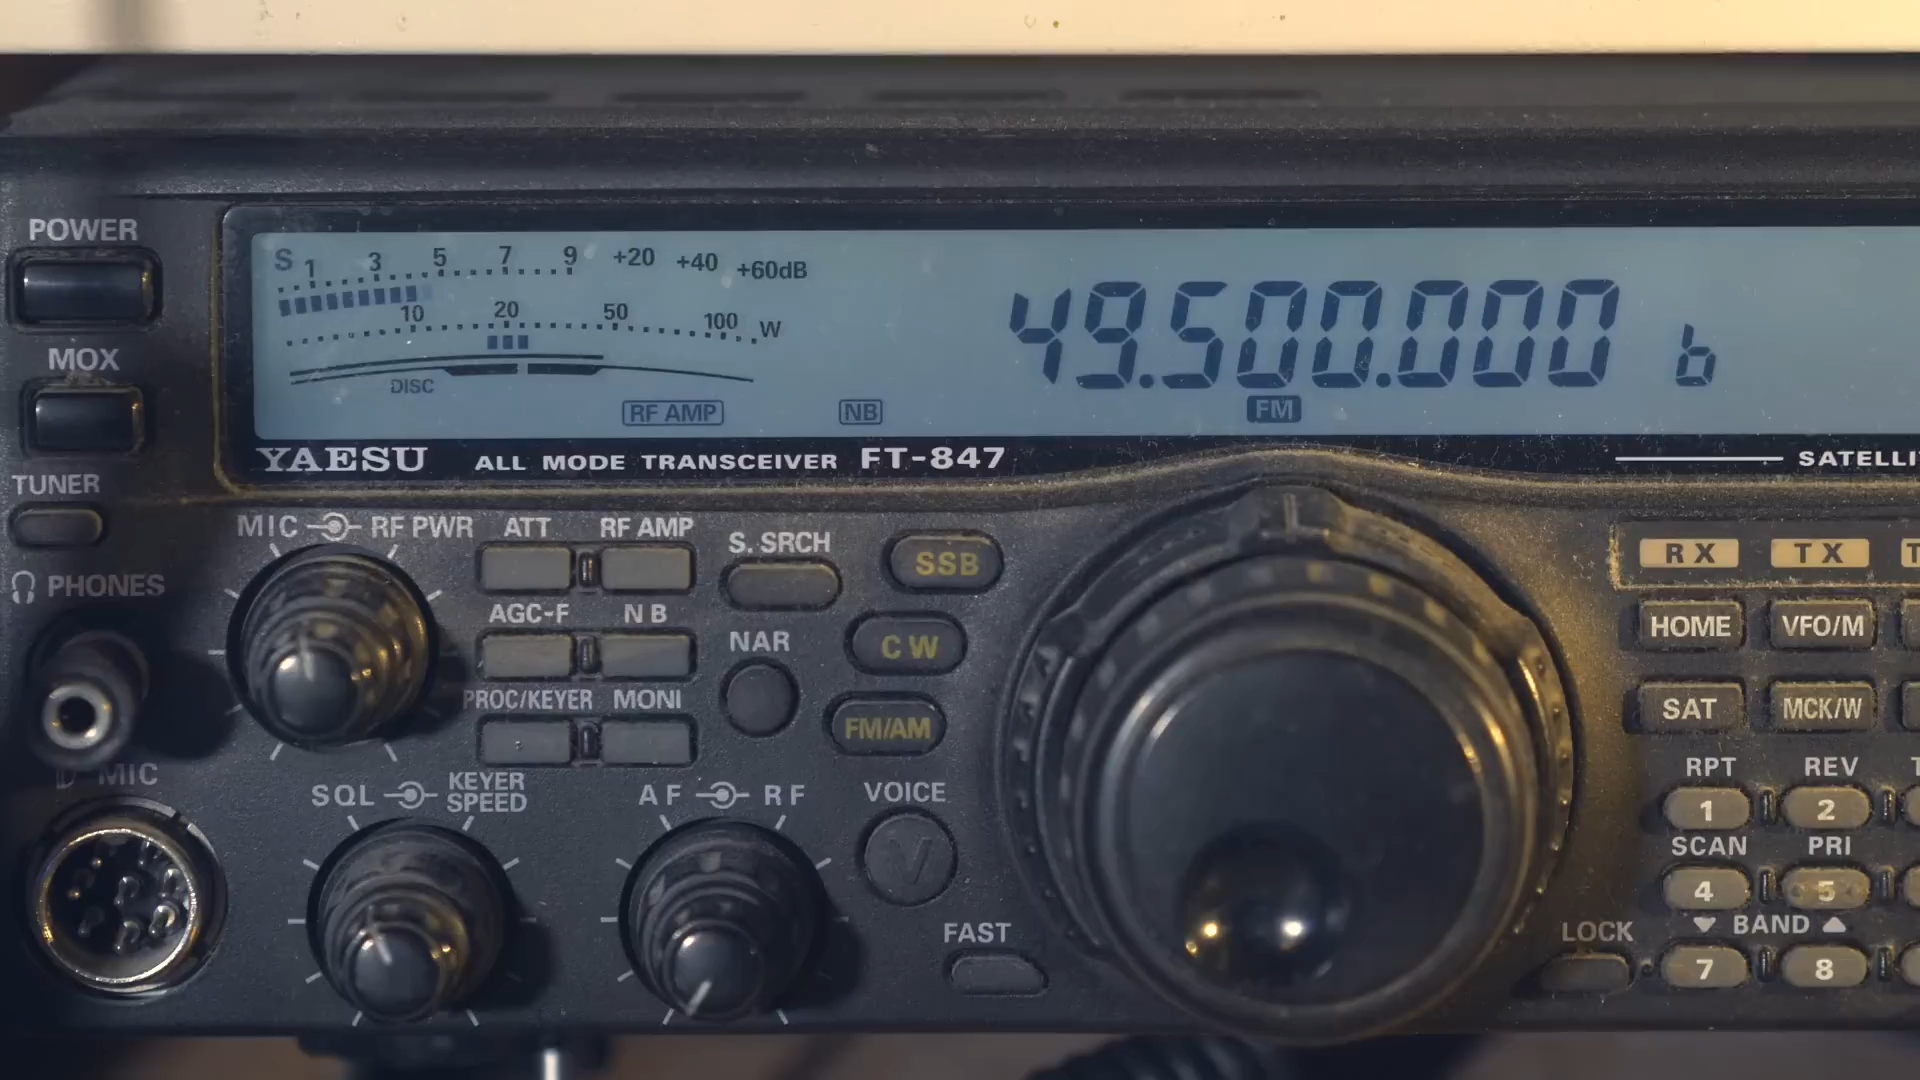 POWER
MOX
TUNER
PHONES
MIC
S 1 3 5 7 9 +20 +40 +60dB
10 20 50 100 W
DISC
RF AMP NB
49.500.000 b
FM
YAESU ALL MODE TRANSCEIVER FT-847
MIC RF PWR
ATT RF AMP
AGC-F NB
PROC/KEYER MONI
S. SRCH
NAR
SSB
CW
FM/AM
SQL KEYER SPEED
AF RF
VOICE
V
FAST
LOCK
RX TX
HOME VFO/M
SAT MCK/W
RPT REV
1 2
SCAN PRI
4 5
BAND
7 8